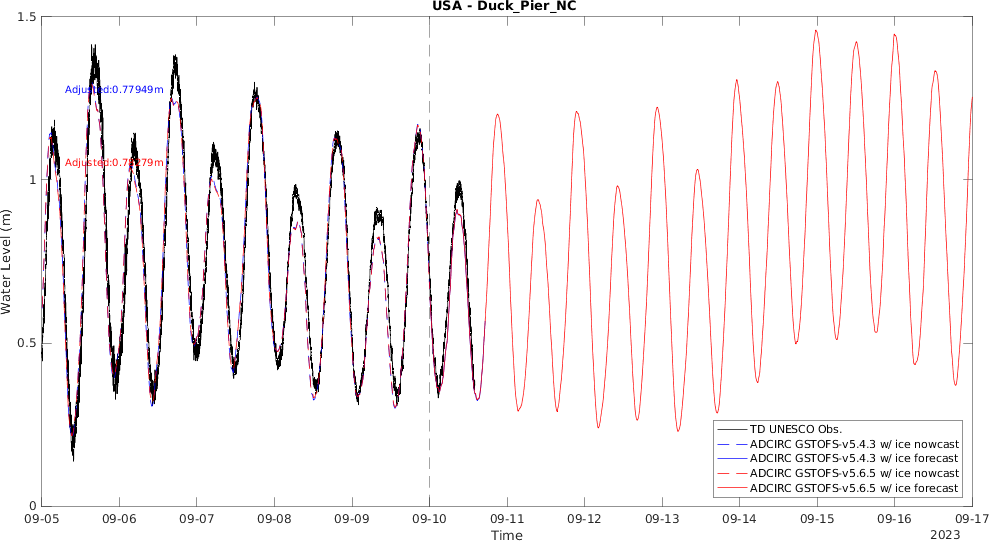 USA - Duck_Pier_NC
1.5
Adjusted:0.77949m
Adjusted:0.78279m
1
Water Level (m)
0.5
0
TD UNESCO Obs.
ADCIRC GSTOFS-v5.4.3 w/ ice nowcast
ADCIRC GSTOFS-v5.4.3 w/ ice forecast
ADCIRC GSTOFS-v5.6.5 w/ ice nowcast
ADCIRC GSTOFS-v5.6.5 w/ ice forecast
09-05 09-06 09-07 09-08 09-09 09-10 09-11 09-12 09-13 09-14 09-15 09-16 09-17
Time
2023